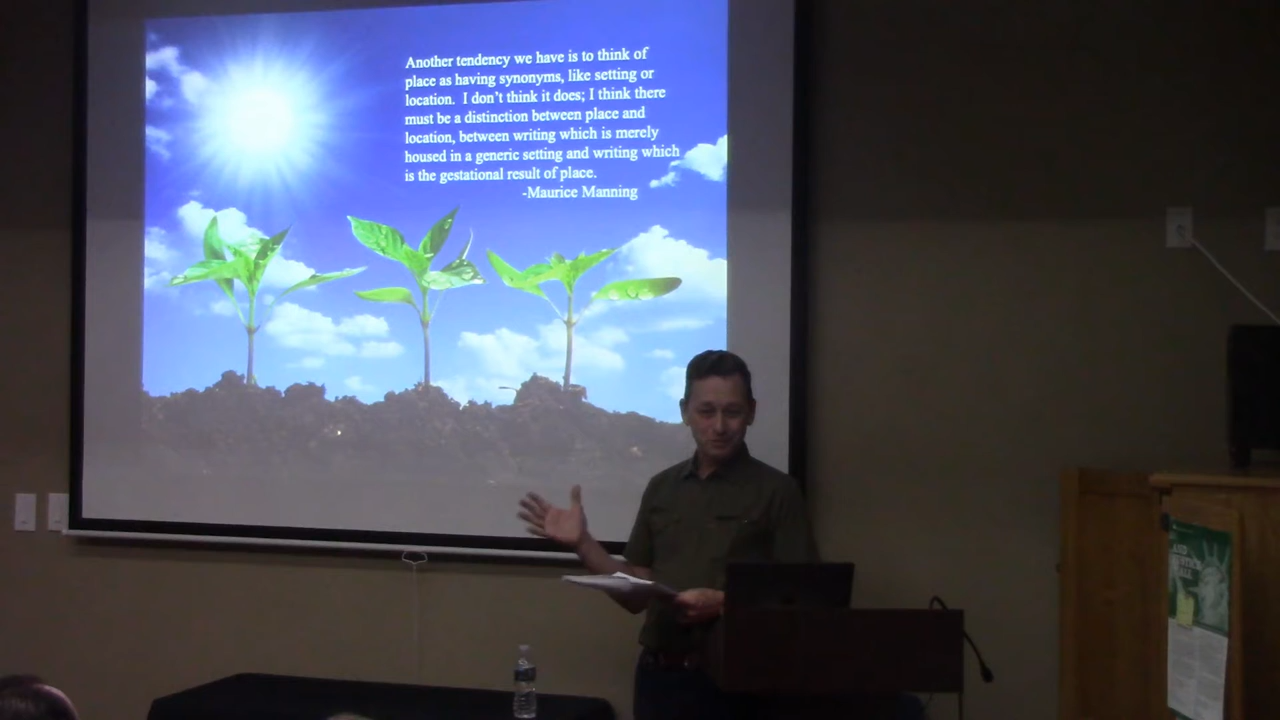 Another tendency we have is to think of
place as having synonyms, like setting or
location.  I don't think it does; I think there
must be a distinction between place and
location, between writing which is merely
housed in a generic setting and writing which
is the gestational result of place.
-Maurice Manning